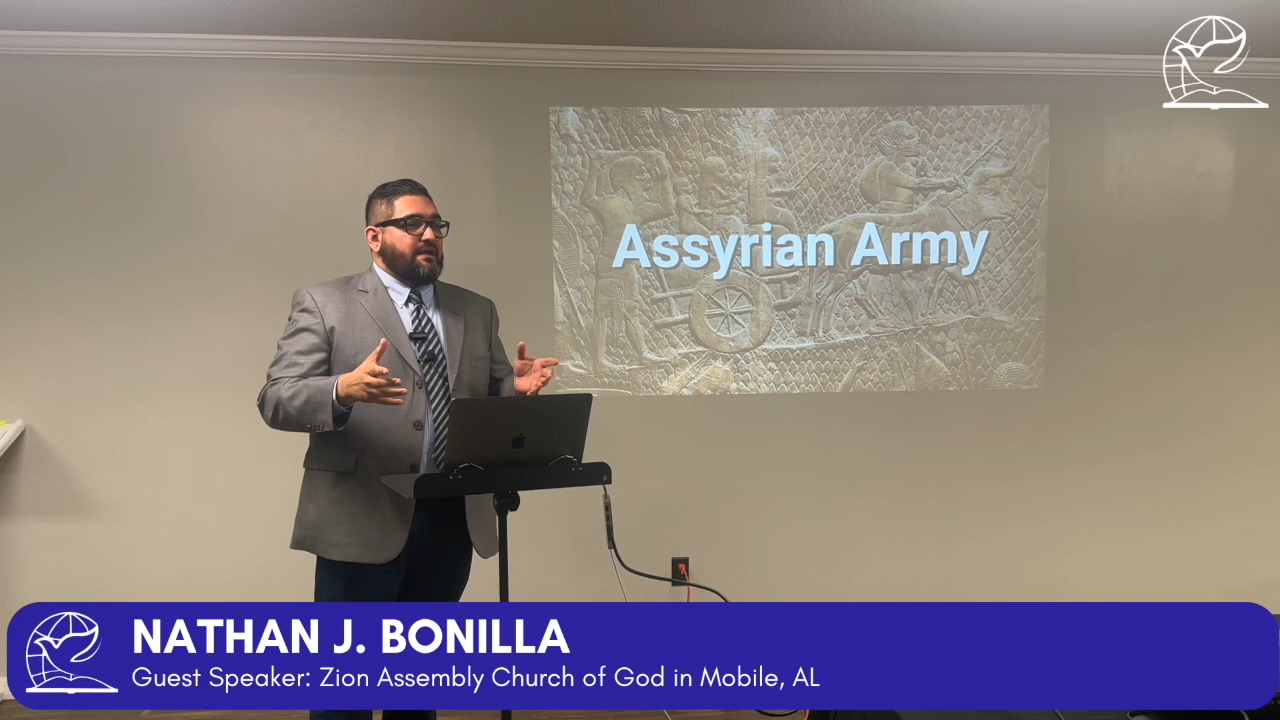 Assyrian Army
NATHAN J. BONILLA
Guest Speaker: Zion Assembly Church of God in Mobile, AL